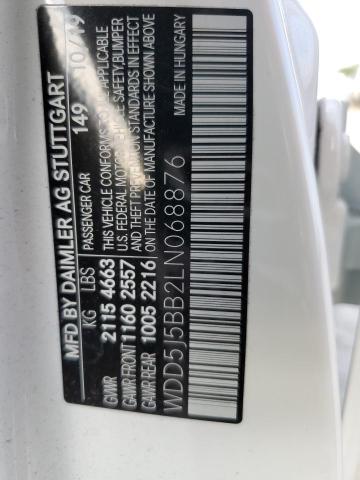 MFD BY DAIMLER AG STUTTGART
149 10/19
PASSENGER CAR
KG LBS
GVWR 2115 4663
GAWR FRONT 1160 2557
GAWR REAR 1005 2216
THIS VEHICLE CONFORMS TO ALL APPLICABLE
U.S. FEDERAL MOTOR VEHICLE SAFETY, BUMPER
AND THEFT PREVENTION STANDARDS IN EFFECT
ON THE DATE OF MANUFACTURE SHOWN ABOVE
MADE IN HUNGARY
WDD5J5BB2LN068876